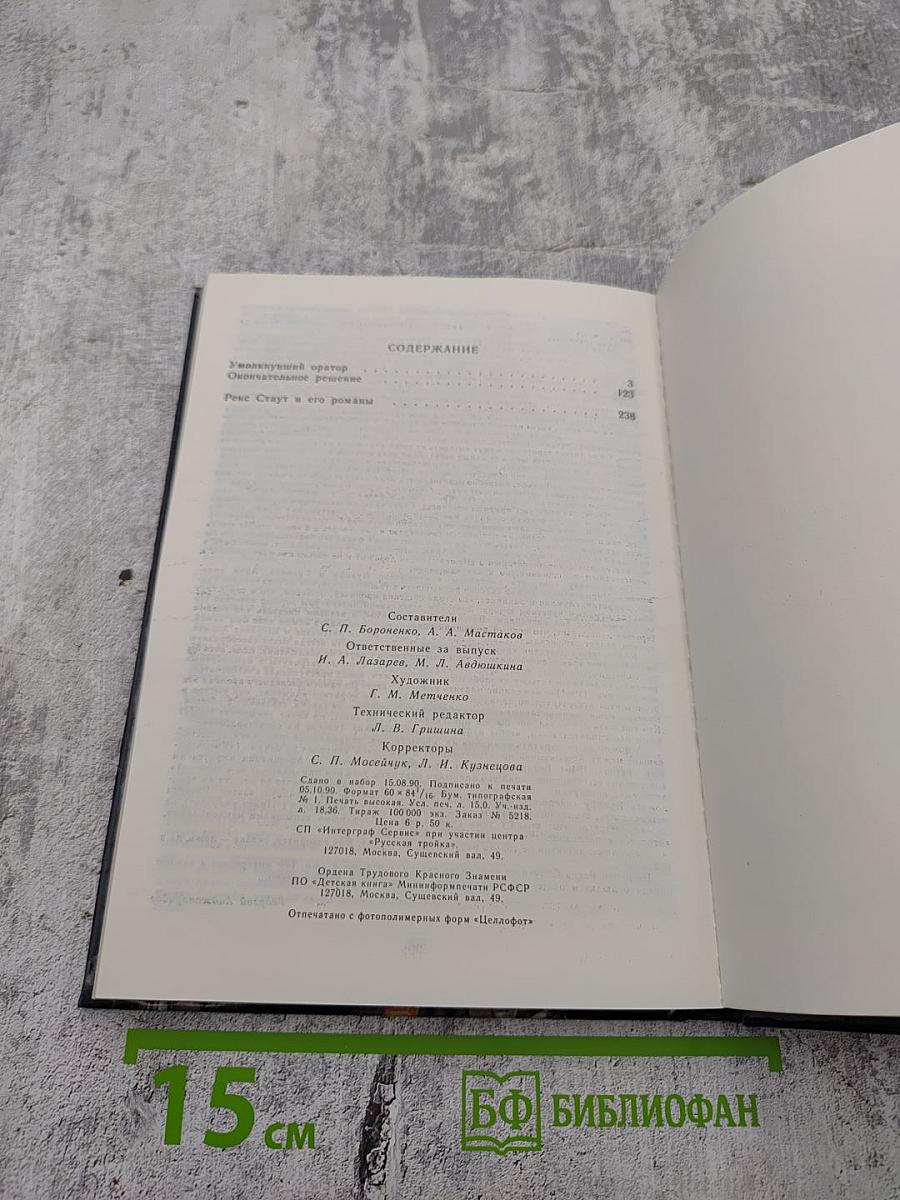 СОДЕРЖАНИЕ
Умолкнувший оратор . . . . . . . . . . . . . . . . . . . . 3
Окончательное решение . . . . . . . . . . . . . . . . . . 123
Рекс Стаут и его романы . . . . . . . . . . . . . . . . . 238
Составители
С. П. Бороненко, А. А. Мастаков
Ответственные за выпуск
И. А. Лазарев, М. Л. Авдюшкина
Художник
Г. М. Метченко
Технический редактор
Л. В. Гришина
Корректоры
С. П. Мосейчук, Л. И. Кузнецова
Сдано в набор 15.08.90. Подписано к печати
05.10.90. Формат 60×84¹/₁₆. Бум. типографская
№ 1. Печать высокая. Усл. печ. л. 15,0. Уч.-изд.
л. 18,36. Тираж 100 000 экз. Заказ № 5218.
Цена 6 р. 50 к.
СП «Интерграф Сервис» при участии центра
«Русская тройка».
127018, Москва, Сущевский вал, 49.
Ордена Трудового Красного Знамени
ПО «Детская книга» Мининформпечати РСФСР
127018, Москва, Сущевский вал, 49.
Отпечатано с фотополимерных форм «Целлофот»
15 см
БФ БИБЛИОФАН